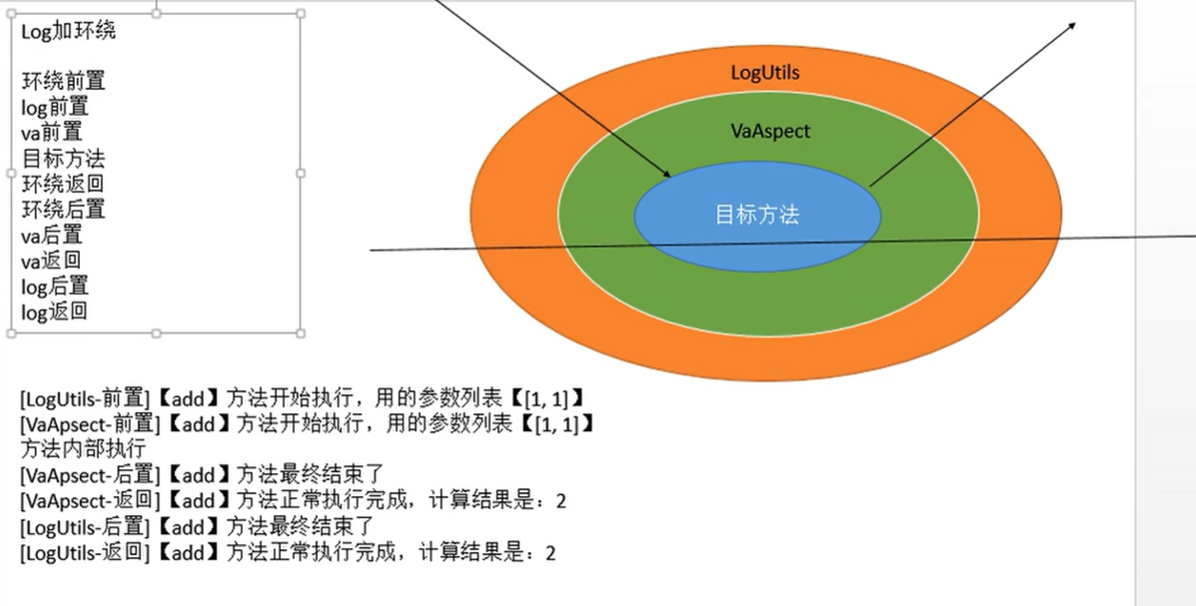 Log加环绕
环绕前置
log前置
va前置
目标方法
环绕返回
环绕后置
va后置
va返回
log后置
log返回
LogUtils
VaAspect
目标方法
[LogUtils-前置]【add】方法开始执行，用的参数列表【[1, 1]】
[VaApsect-前置]【add】方法开始执行，用的参数列表【[1, 1]】
方法内部执行
[VaApsect-后置]【add】方法最终结束了
[VaApsect-返回]【add】方法正常执行完成，计算结果是：2
[LogUtils-后置]【add】方法最终结束了
[LogUtils-返回]【add】方法正常执行完成，计算结果是：2